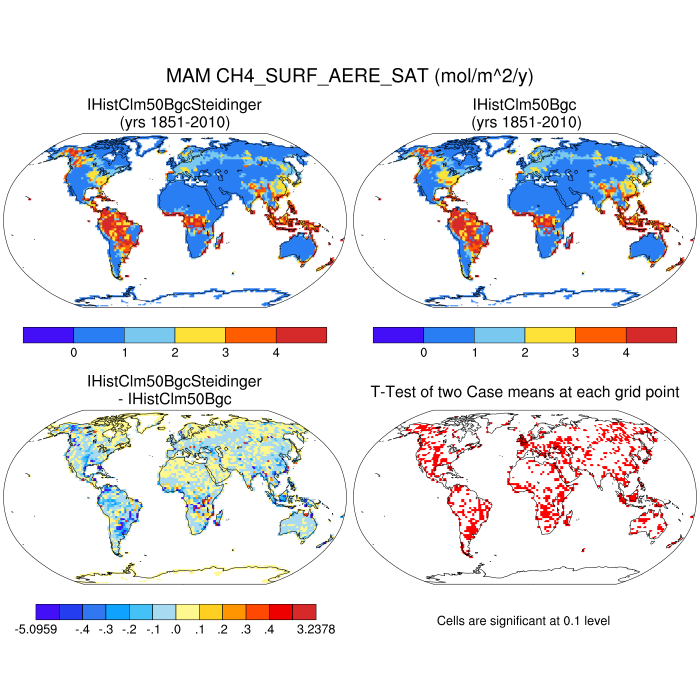 MAM CH4_SURF_AERE_SAT (mol/m^2/y)
IHistClm50BgcSteidinger
(yrs 1851-2010)
IHistClm50Bgc
(yrs 1851-2010)
0 1 2 3 4
0 1 2 3 4
IHistClm50BgcSteidinger
- IHistClm50Bgc
T-Test of two Case means at each grid point
-5.0959 -.4 -.3 -.2 -.1 .0 .1 .2 .3 .4 3.2378
Cells are significant at 0.1 level